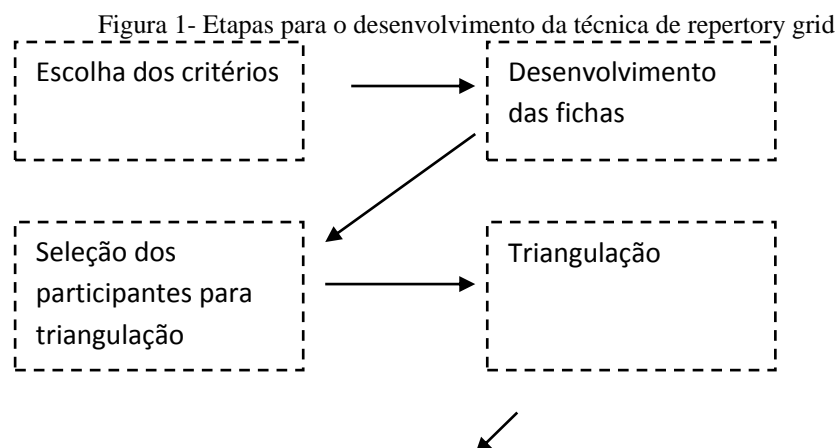 Figura 1- Etapas para o desenvolvimento da técnica de repertory grid
Escolha dos critérios
Desenvolvimento
das fichas
Seleção dos
participantes para
triangulação
Triangulação